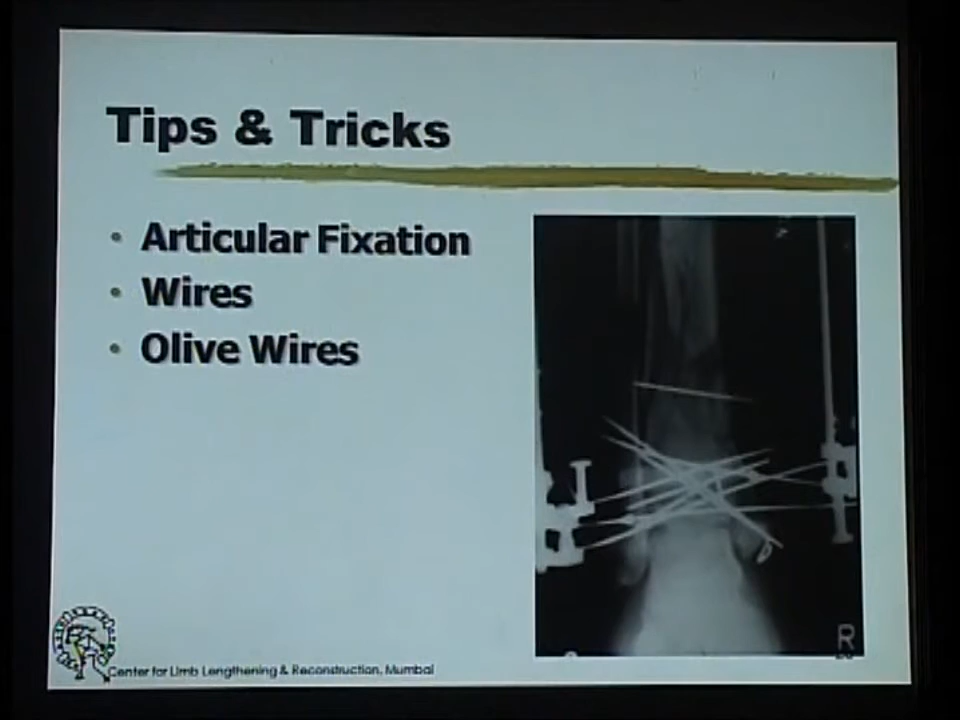 Tips & Tricks
• Articular Fixation
• Wires
• Olive Wires
R
Center for Limb Lengthening & Reconstruction, Mumbai